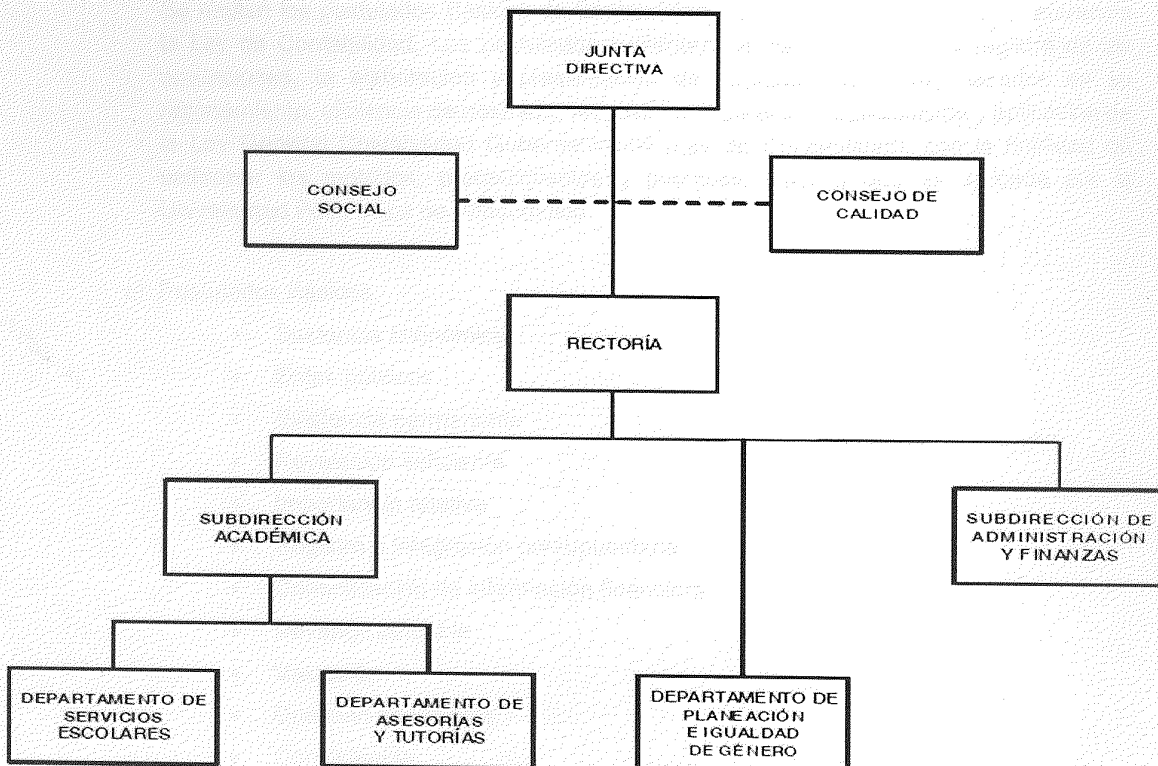 JUNTA
DIRECTIVA
CONSEJO
SOCIAL
CONSEJO DE
CALIDAD
RECTORÍA
SUBDIRECCIÓN
ACADÉMICA
SUBDIRECCIÓN DE
ADMINISTRACIÓN
Y FINANZAS
DEPARTAMENTO DE
SERVICIOS
ESCOLARES
DEPARTAMENTO DE
ASESORÍAS
Y TUTORÍAS
DEPARTAMENTO DE
PLANEACIÓN
E IGUALDAD
DE GÉNERO